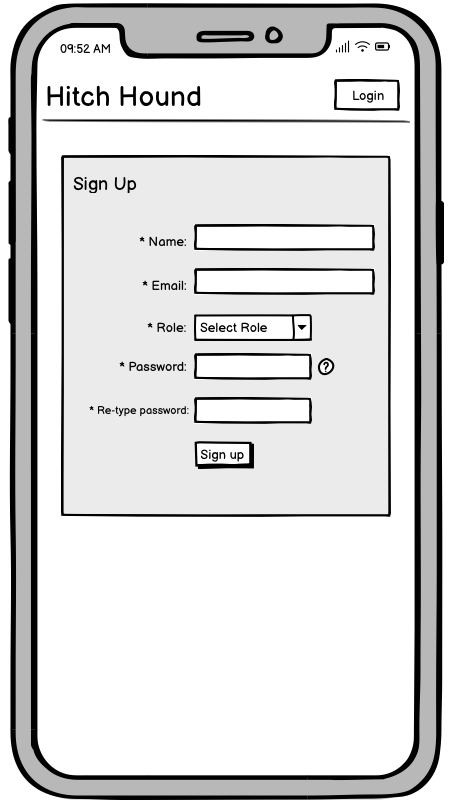 09:52 AM
Hitch Hound
Login
Sign Up
* Name:
* Email:
* Role: Select Role
* Password: ?
* Re-type password:
Sign up